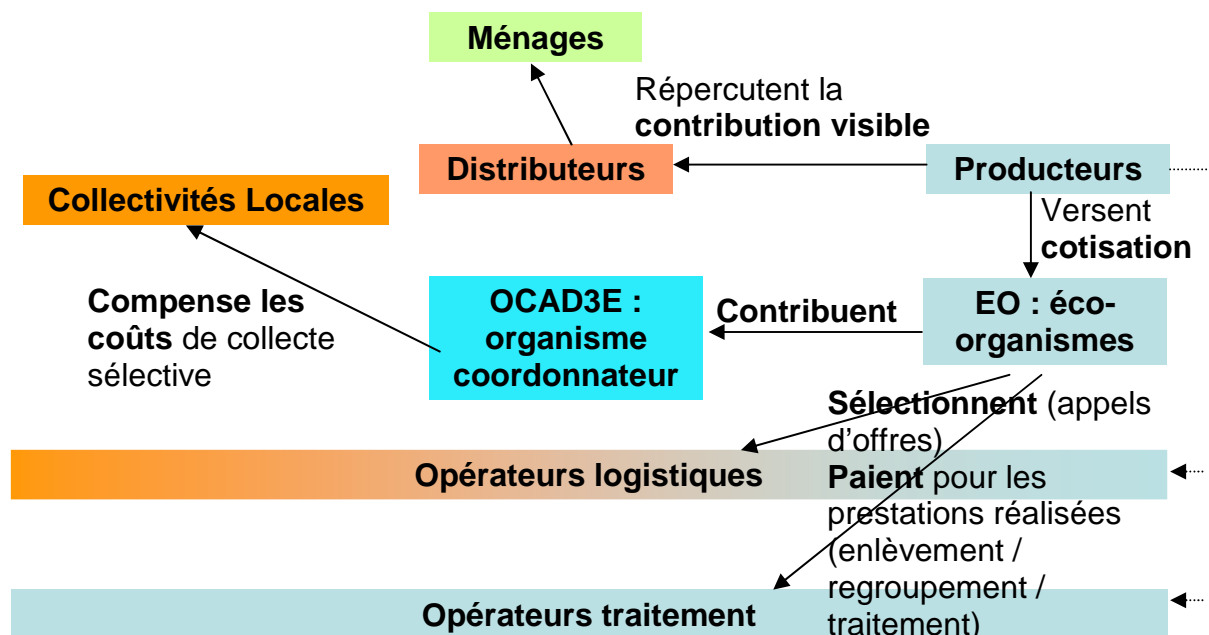 Ménages
Répercutent la
contribution visible
Distributeurs
Producteurs
Collectivités Locales
Versent
cotisation
Compense les
coûts de collecte
sélective
OCAD3E :
organisme
coordonnateur
Contribuent
EO : éco-
organismes
Sélectionnent (appels
d'offres)
Opérateurs logistiques
Paient pour les
prestations réalisées
(enlèvement /
regroupement /
traitement)
Opérateurs traitement